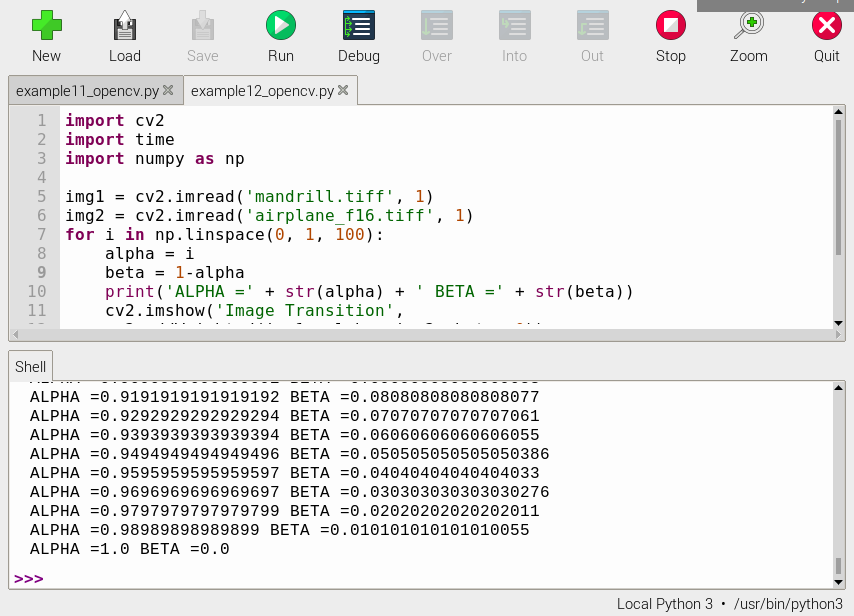 New Load Save Run Debug Over Into Out Stop Zoom Quit
example11_opencv.py example12_opencv.py
1 import cv2
2 import time
3 import numpy as np
4
5 img1 = cv2.imread('mandrill.tiff', 1)
6 img2 = cv2.imread('airplane_f16.tiff', 1)
7 for i in np.linspace(0, 1, 100):
8     alpha = i
9     beta = 1-alpha
10     print('ALPHA =' + str(alpha) + ' BETA =' + str(beta))
11     cv2.imshow('Image Transition',
Shell
ALPHA =0.9191919191919192 BETA =0.08080808080808077
ALPHA =0.9292929292929294 BETA =0.07070707070707061
ALPHA =0.9393939393939394 BETA =0.06060606060606055
ALPHA =0.9494949494949496 BETA =0.050505050505050386
ALPHA =0.9595959595959597 BETA =0.04040404040404033
ALPHA =0.9696969696969697 BETA =0.030303030303030276
ALPHA =0.9797979797979799 BETA =0.02020202020202011
ALPHA =0.98989898989899 BETA =0.010101010101010055
ALPHA =1.0 BETA =0.0
>>>
Local Python 3 • /usr/bin/python3